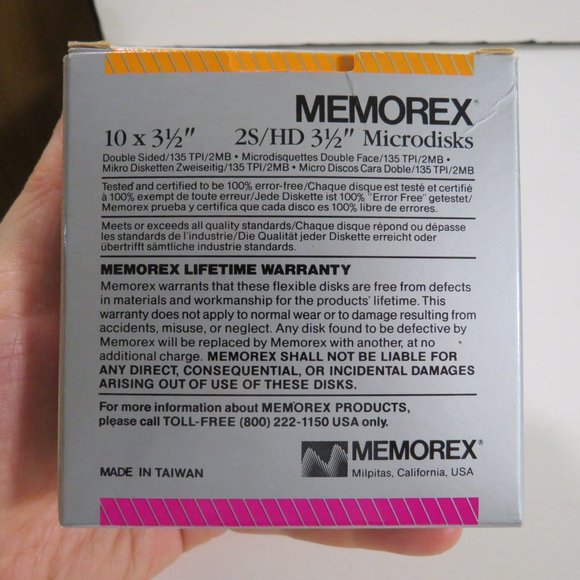 MEMOREX®
10 x 3½" 2S/HD 3½" Microdisks
Double Sided/135 TPI/2MB • Microdisquettes Double Face/135 TPI/2MB •
Mikro Disketten Zweiseitig/135 TPI/2MB • Micro Discos Cara Doble/135 TPI/2MB
Tested and certified to be 100% error-free/Chaque disque est testé et certifié
à 100% exempt de toute erreur/Jede Diskette ist 100% "Error Free" getestet/
Memorex prueba y certifica que cada disco es 100% libre de errores.
Meets or exceeds all quality standards/Chaque disque répond ou dépasse
les standards de l'industrie/Die Qualität jeder Diskette erreicht oder
übertrifft sämtliche industrie standards.
MEMOREX LIFETIME WARRANTY
Memorex warrants that these flexible disks are free from defects
in materials and workmanship for the products' lifetime. This
warranty does not apply to normal wear or to damage resulting from
accidents, misuse, or neglect. Any disk found to be defective by
Memorex will be replaced by Memorex with another, at no
additional charge. MEMOREX SHALL NOT BE LIABLE FOR
ANY DIRECT, CONSEQUENTIAL, OR INCIDENTAL DAMAGES
ARISING OUT OF USE OF THESE DISKS.
For more information about MEMOREX PRODUCTS,
please call TOLL-FREE (800) 222-1150 USA only.
MEMOREX®
MADE IN TAIWAN Milpitas, California, USA